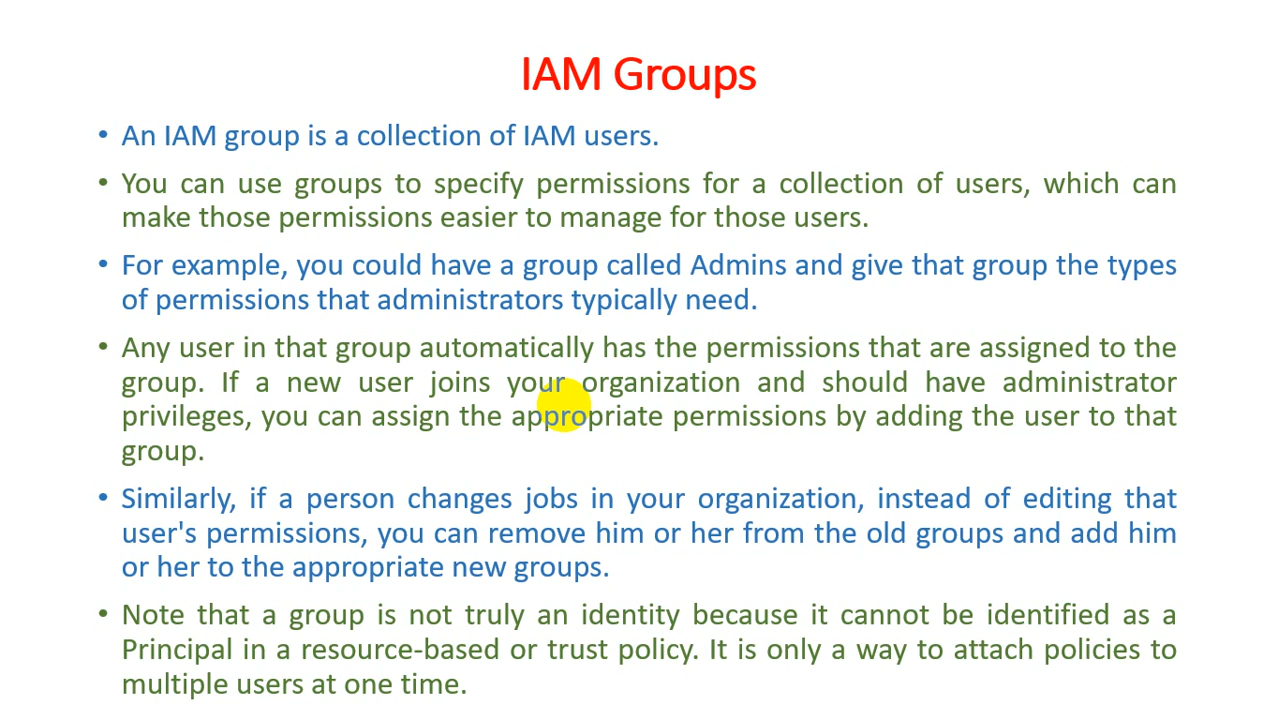 IAM Groups
• An IAM group is a collection of IAM users.
• You can use groups to specify permissions for a collection of users, which can
make those permissions easier to manage for those users.
• For example, you could have a group called Admins and give that group the types
of permissions that administrators typically need.
• Any user in that group automatically has the permissions that are assigned to the
group. If a new user joins your organization and should have administrator
privileges, you can assign the appropriate permissions by adding the user to that
group.
• Similarly, if a person changes jobs in your organization, instead of editing that
user's permissions, you can remove him or her from the old groups and add him
or her to the appropriate new groups.
• Note that a group is not truly an identity because it cannot be identified as a
Principal in a resource-based or trust policy. It is only a way to attach policies to
multiple users at one time.